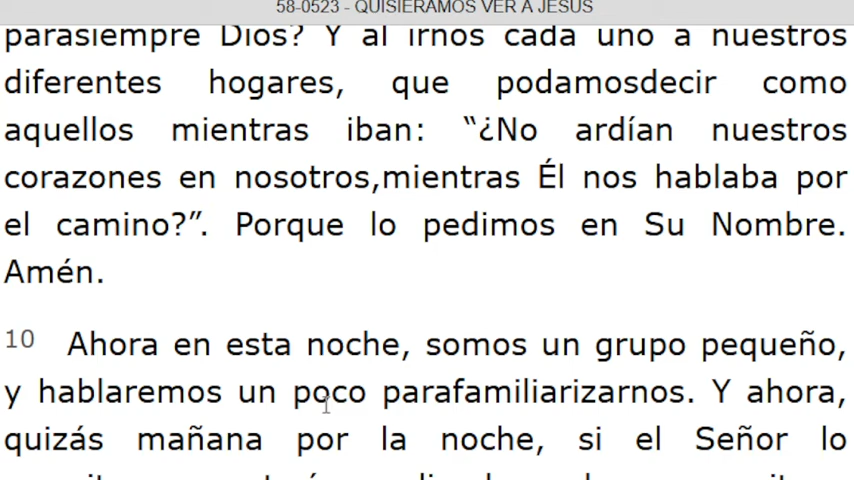 58-0523 - QUISIERAMOS VER A JESUS
parasiempre Dios? Y al irnos cada uno a nuestros
diferentes hogares, que podamosdecir como
aquellos mientras iban: “¿No ardían nuestros
corazones en nosotros,mientras Él nos hablaba por
el camino?”. Porque lo pedimos en Su Nombre.
Amén.
10 Ahora en esta noche, somos un grupo pequeño,
y hablaremos un poco parafamiliarizarnos. Y ahora,
quizás mañana por la noche, si el Señor lo